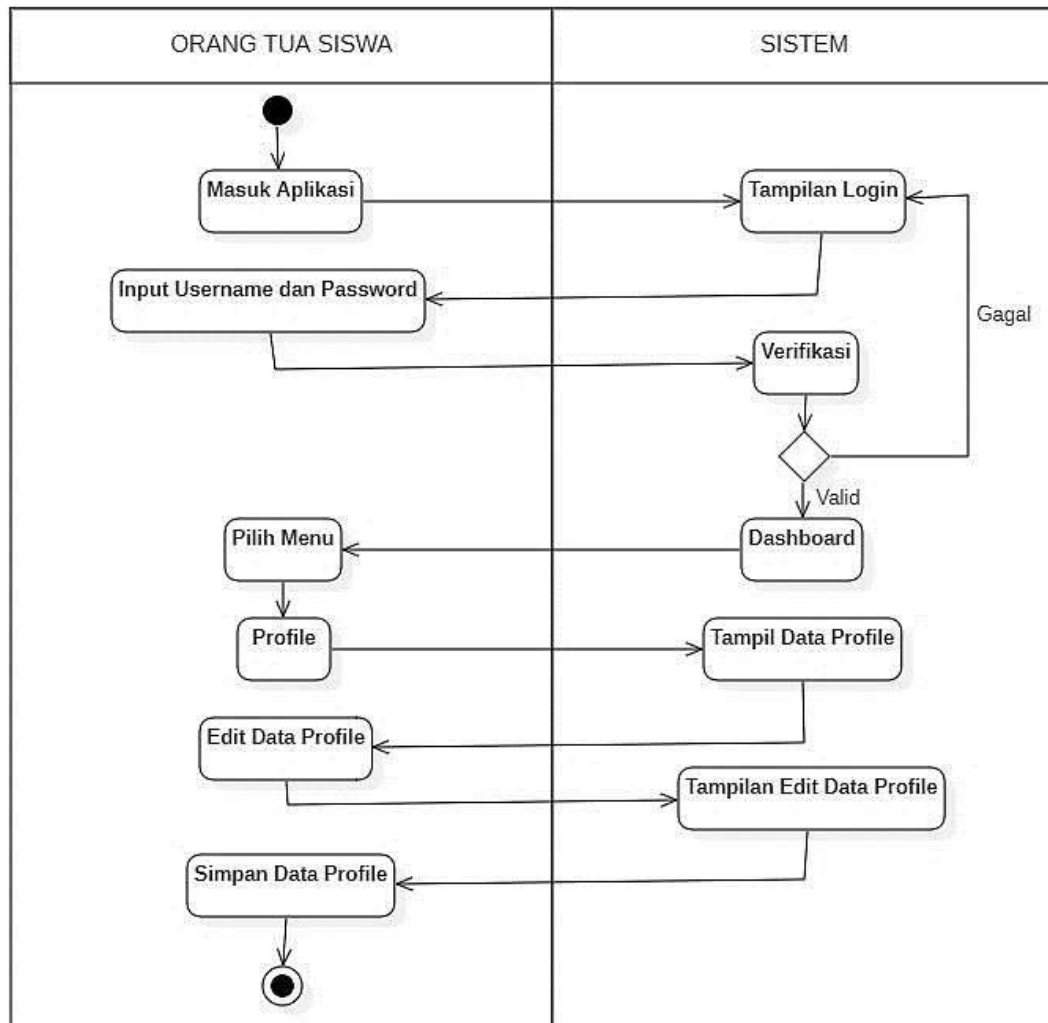 ORANG TUA SISWA
SISTEM
Masuk Aplikasi
Tampilan Login
Input Username dan Password
Gagal
Verifikasi
Valid
Pilih Menu
Dashboard
Profile
Tampil Data Profile
Edit Data Profile
Tampilan Edit Data Profile
Simpan Data Profile